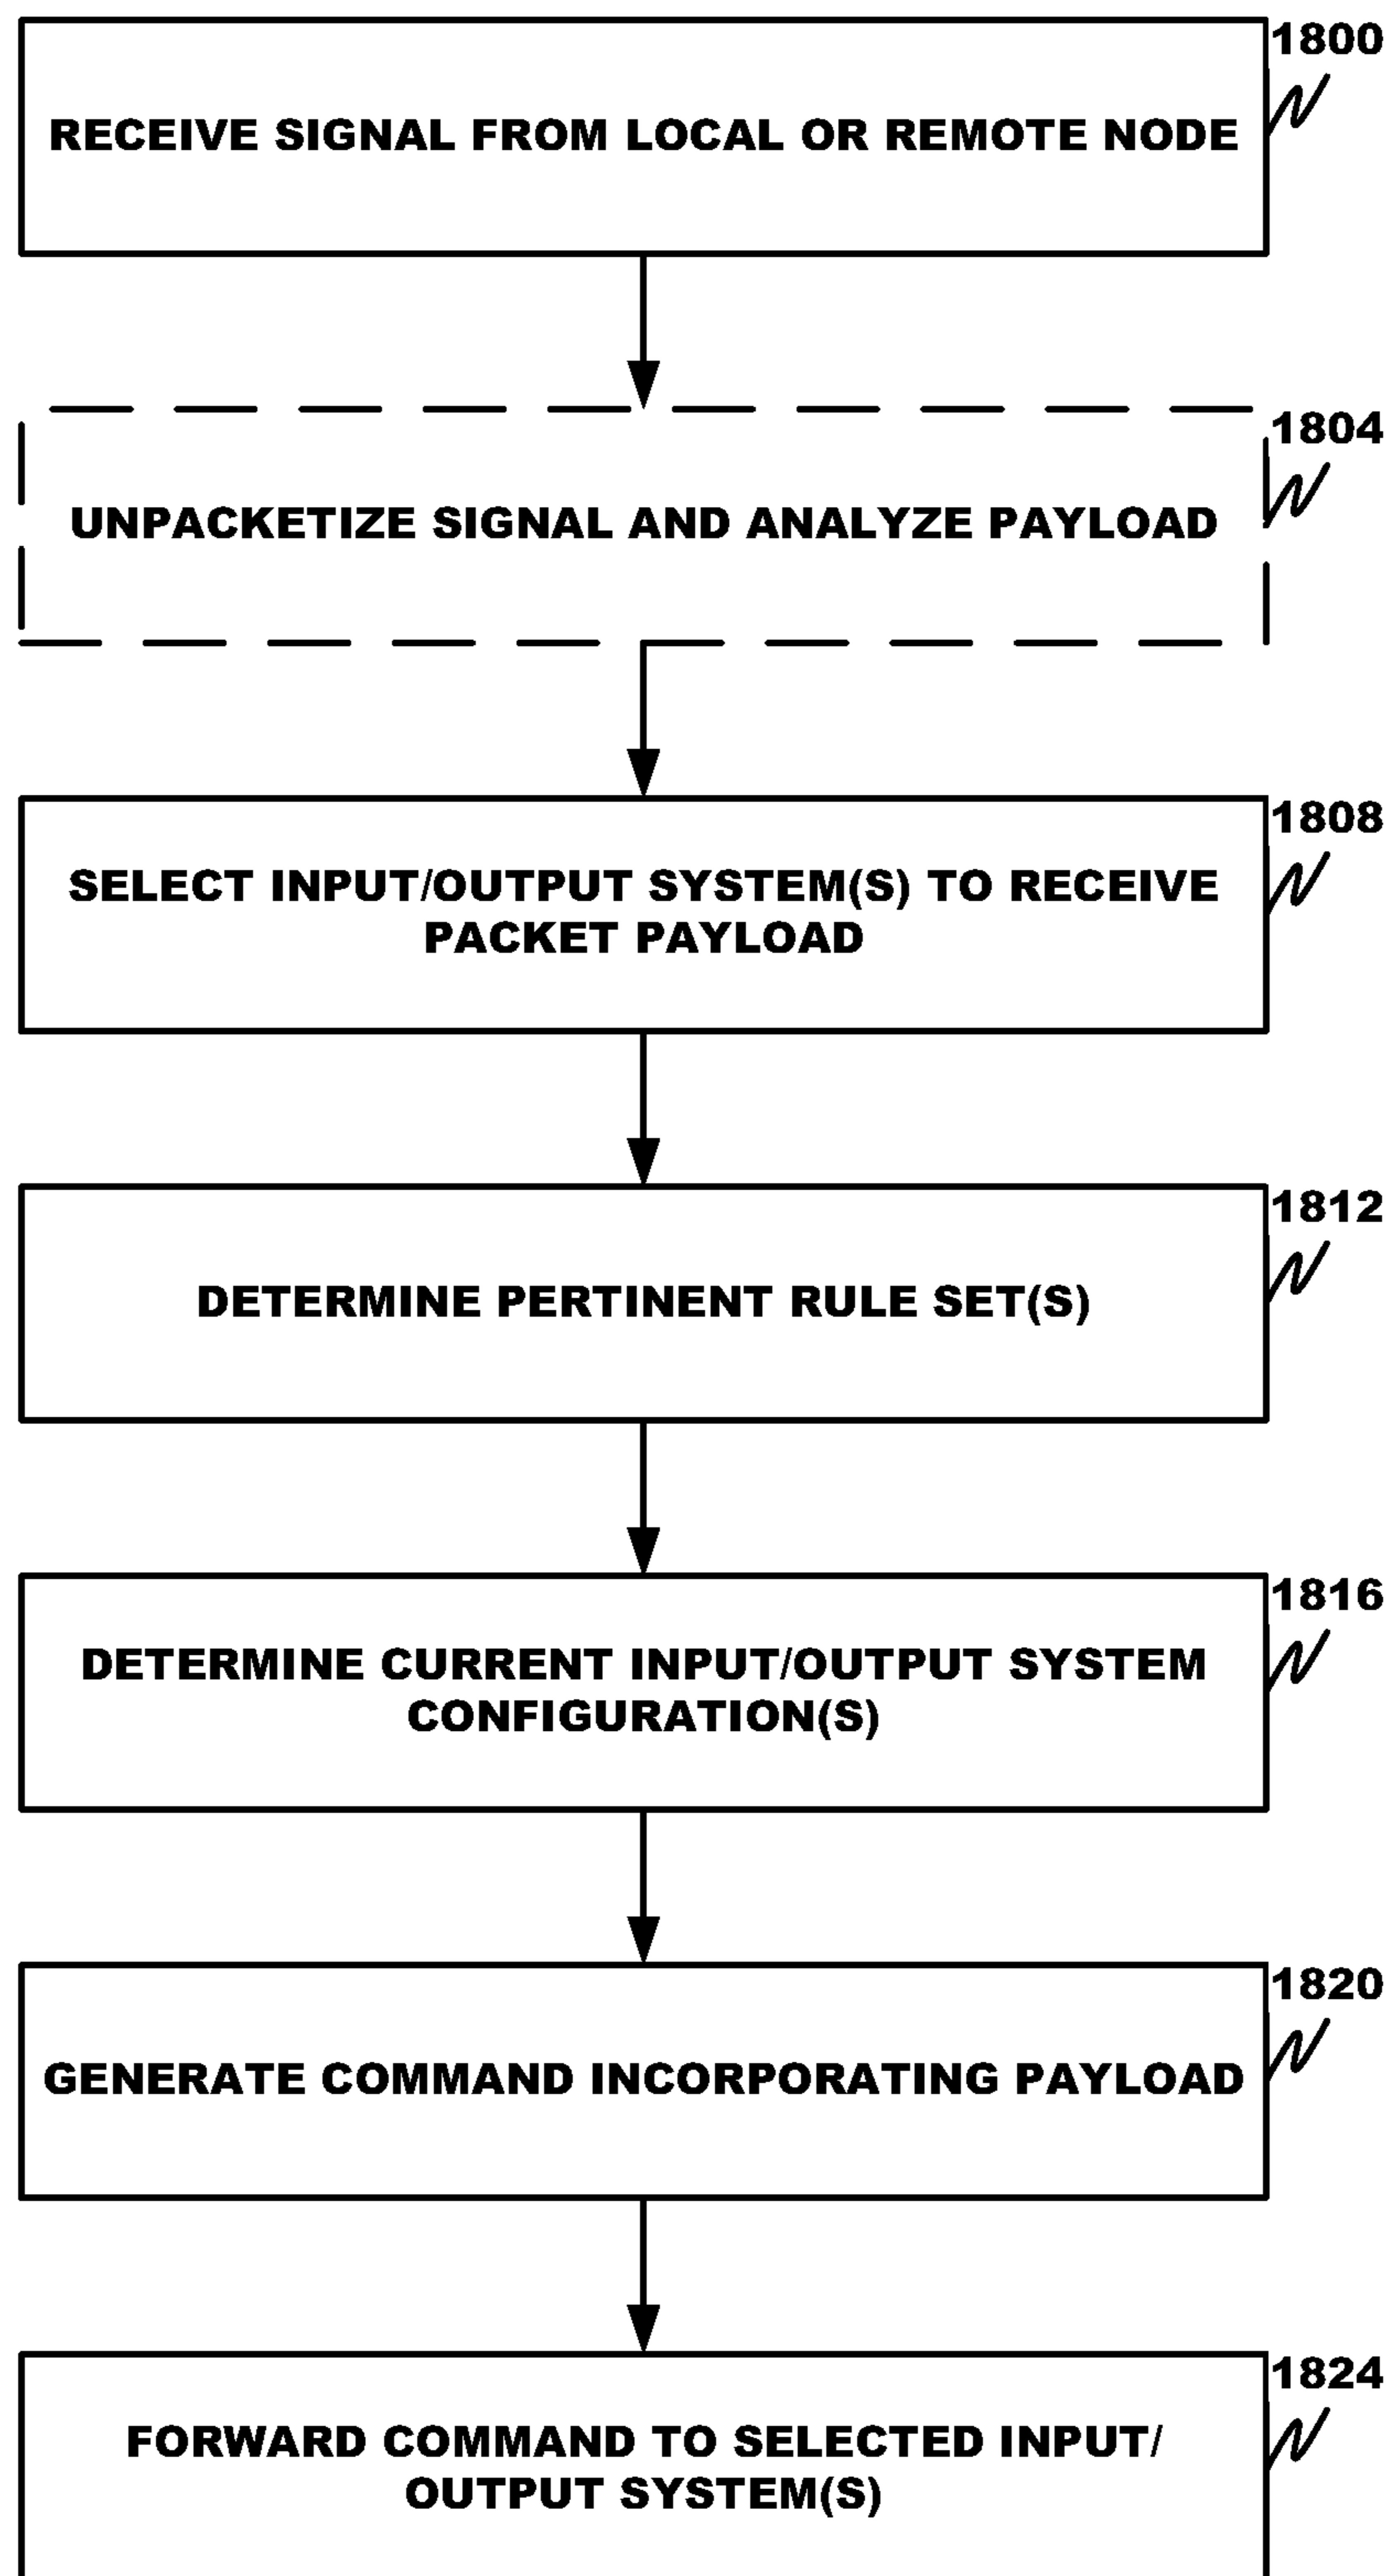 1800
RECEIVE SIGNAL FROM LOCAL OR REMOTE NODE
1804
UNPACKETIZE SIGNAL AND ANALYZE PAYLOAD
1808
SELECT INPUT/OUTPUT SYSTEM(S) TO RECEIVE
PACKET PAYLOAD
1812
DETERMINE PERTINENT RULE SET(S)
1816
DETERMINE CURRENT INPUT/OUTPUT SYSTEM
CONFIGURATION(S)
1820
GENERATE COMMAND INCORPORATING PAYLOAD
1824
FORWARD COMMAND TO SELECTED INPUT/
OUTPUT SYSTEM(S)